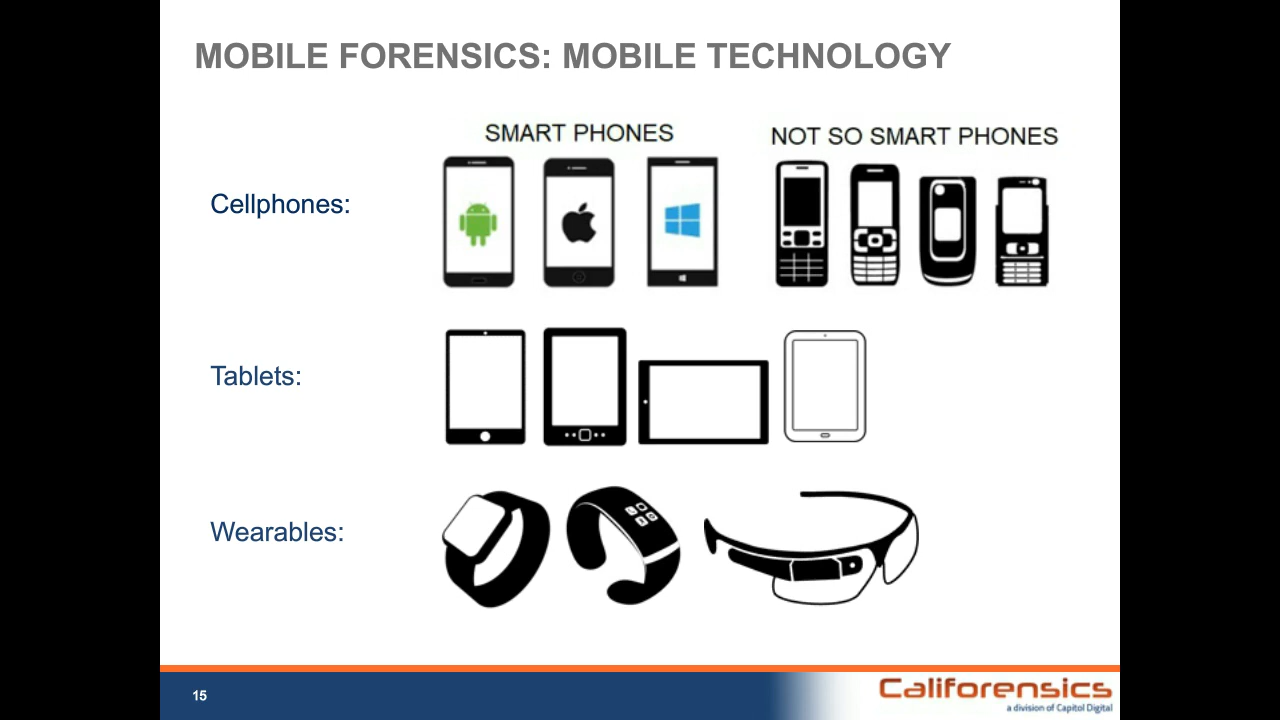 MOBILE FORENSICS: MOBILE TECHNOLOGY
SMART PHONES
NOT SO SMART PHONES
Cellphones:
Tablets:
Wearables:
15
Califorensics
a division of Capitol Digital